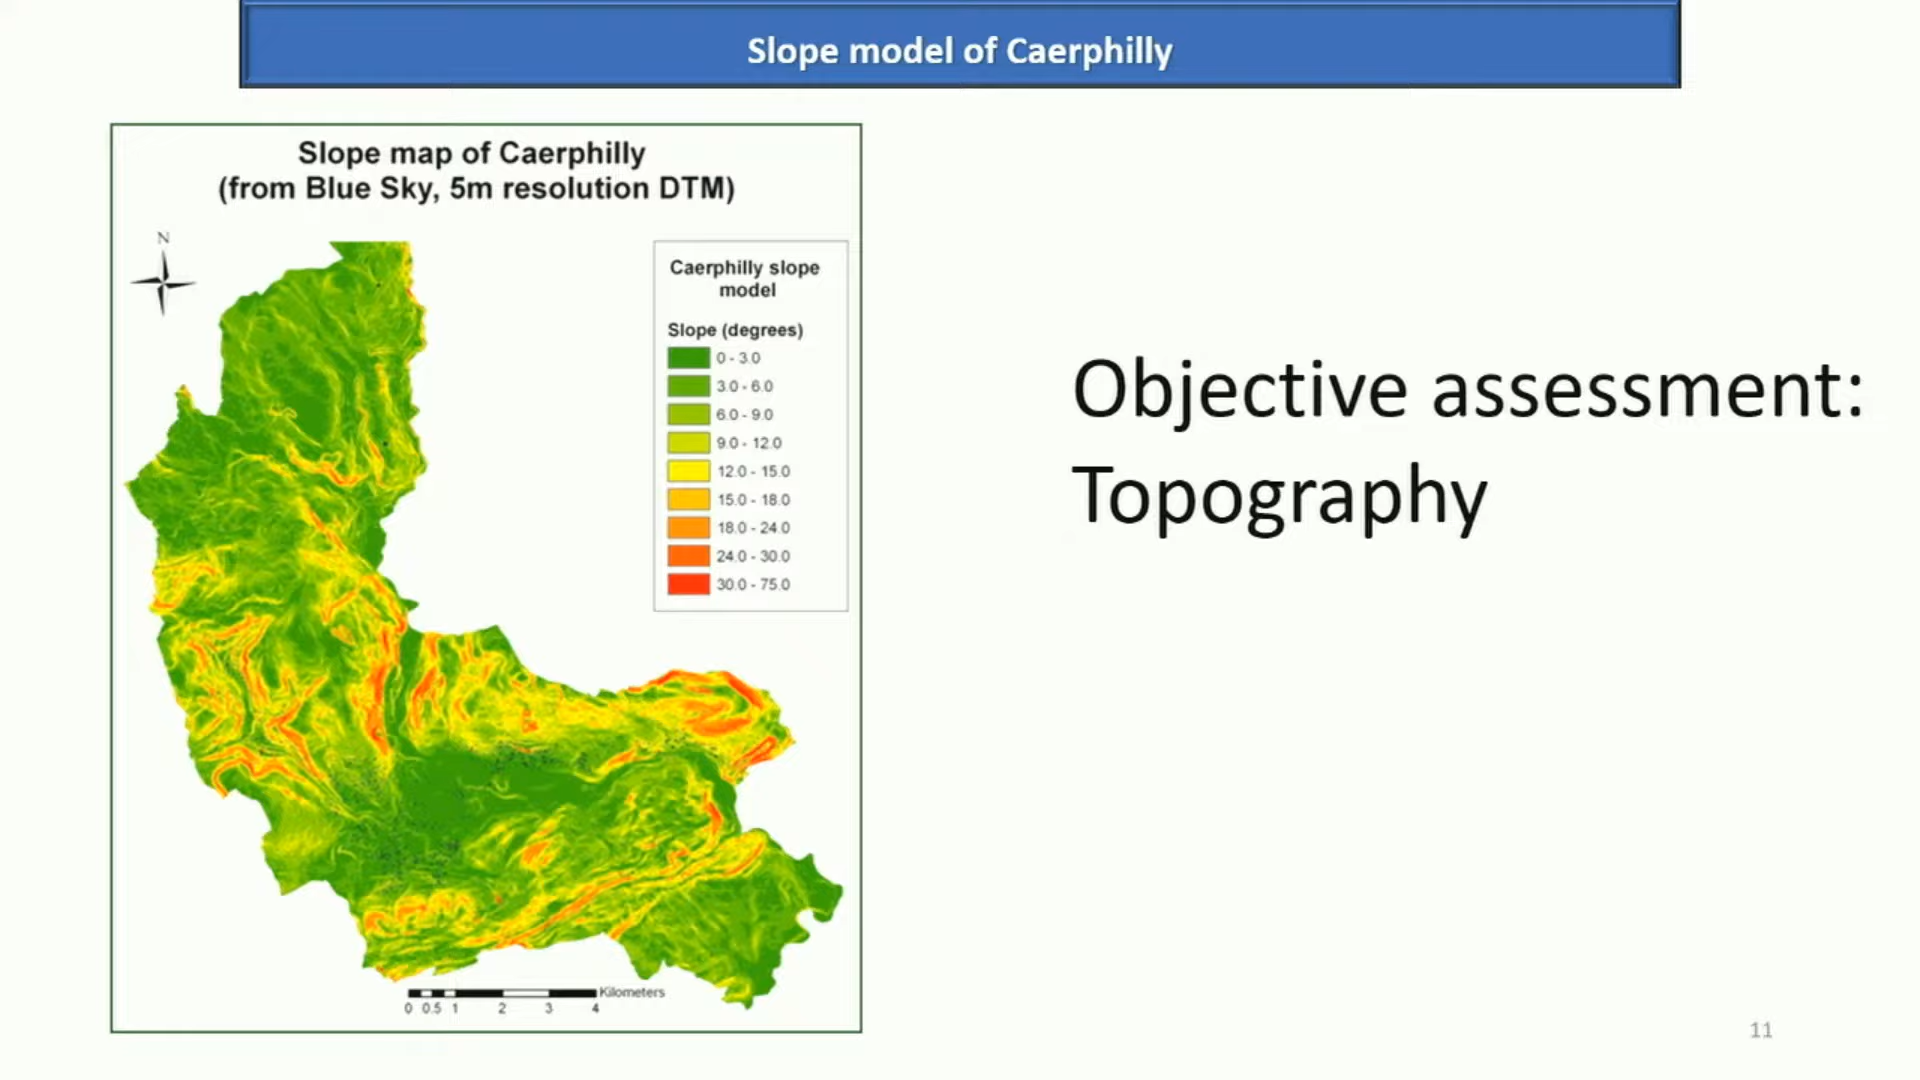 Slope model of Caerphilly
Slope map of Caerphilly
(from Blue Sky, 5m resolution DTM)
N
Caerphilly slope
model
Slope (degrees)
0 - 3.0
3.0 - 6.0
6.0 - 9.0
9.0 - 12.0
12.0 - 15.0
15.0 - 18.0
18.0 - 24.0
24.0 - 30.0
30.0 - 75.0
Kilometers
0 0.5 1 2 3 4
Objective assessment:
Topography
11